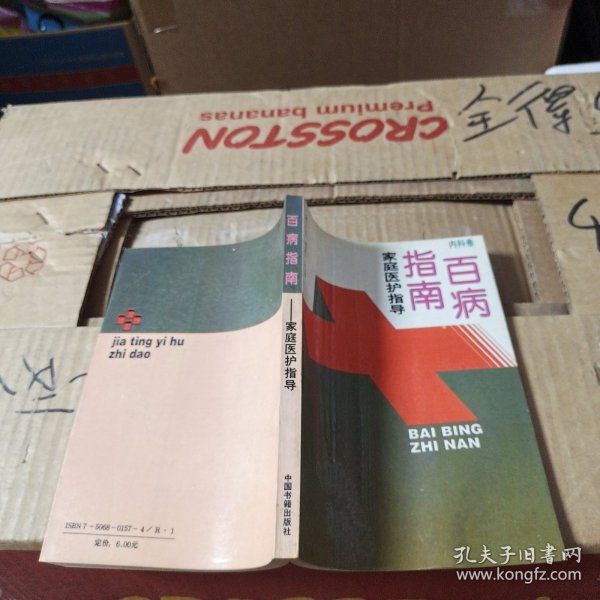 CROSSTON
Premium bananas
全得
内科卷
百病
指南
家庭医护指导
BAI BING
ZHI NAN
百病指南
——家庭医护指导
中国书籍出版社
jia ting yi hu
zhi dao
ISBN7-5068-0157-4/R·1
定价:6.00元
孔夫子旧书网
www.kongfz.com